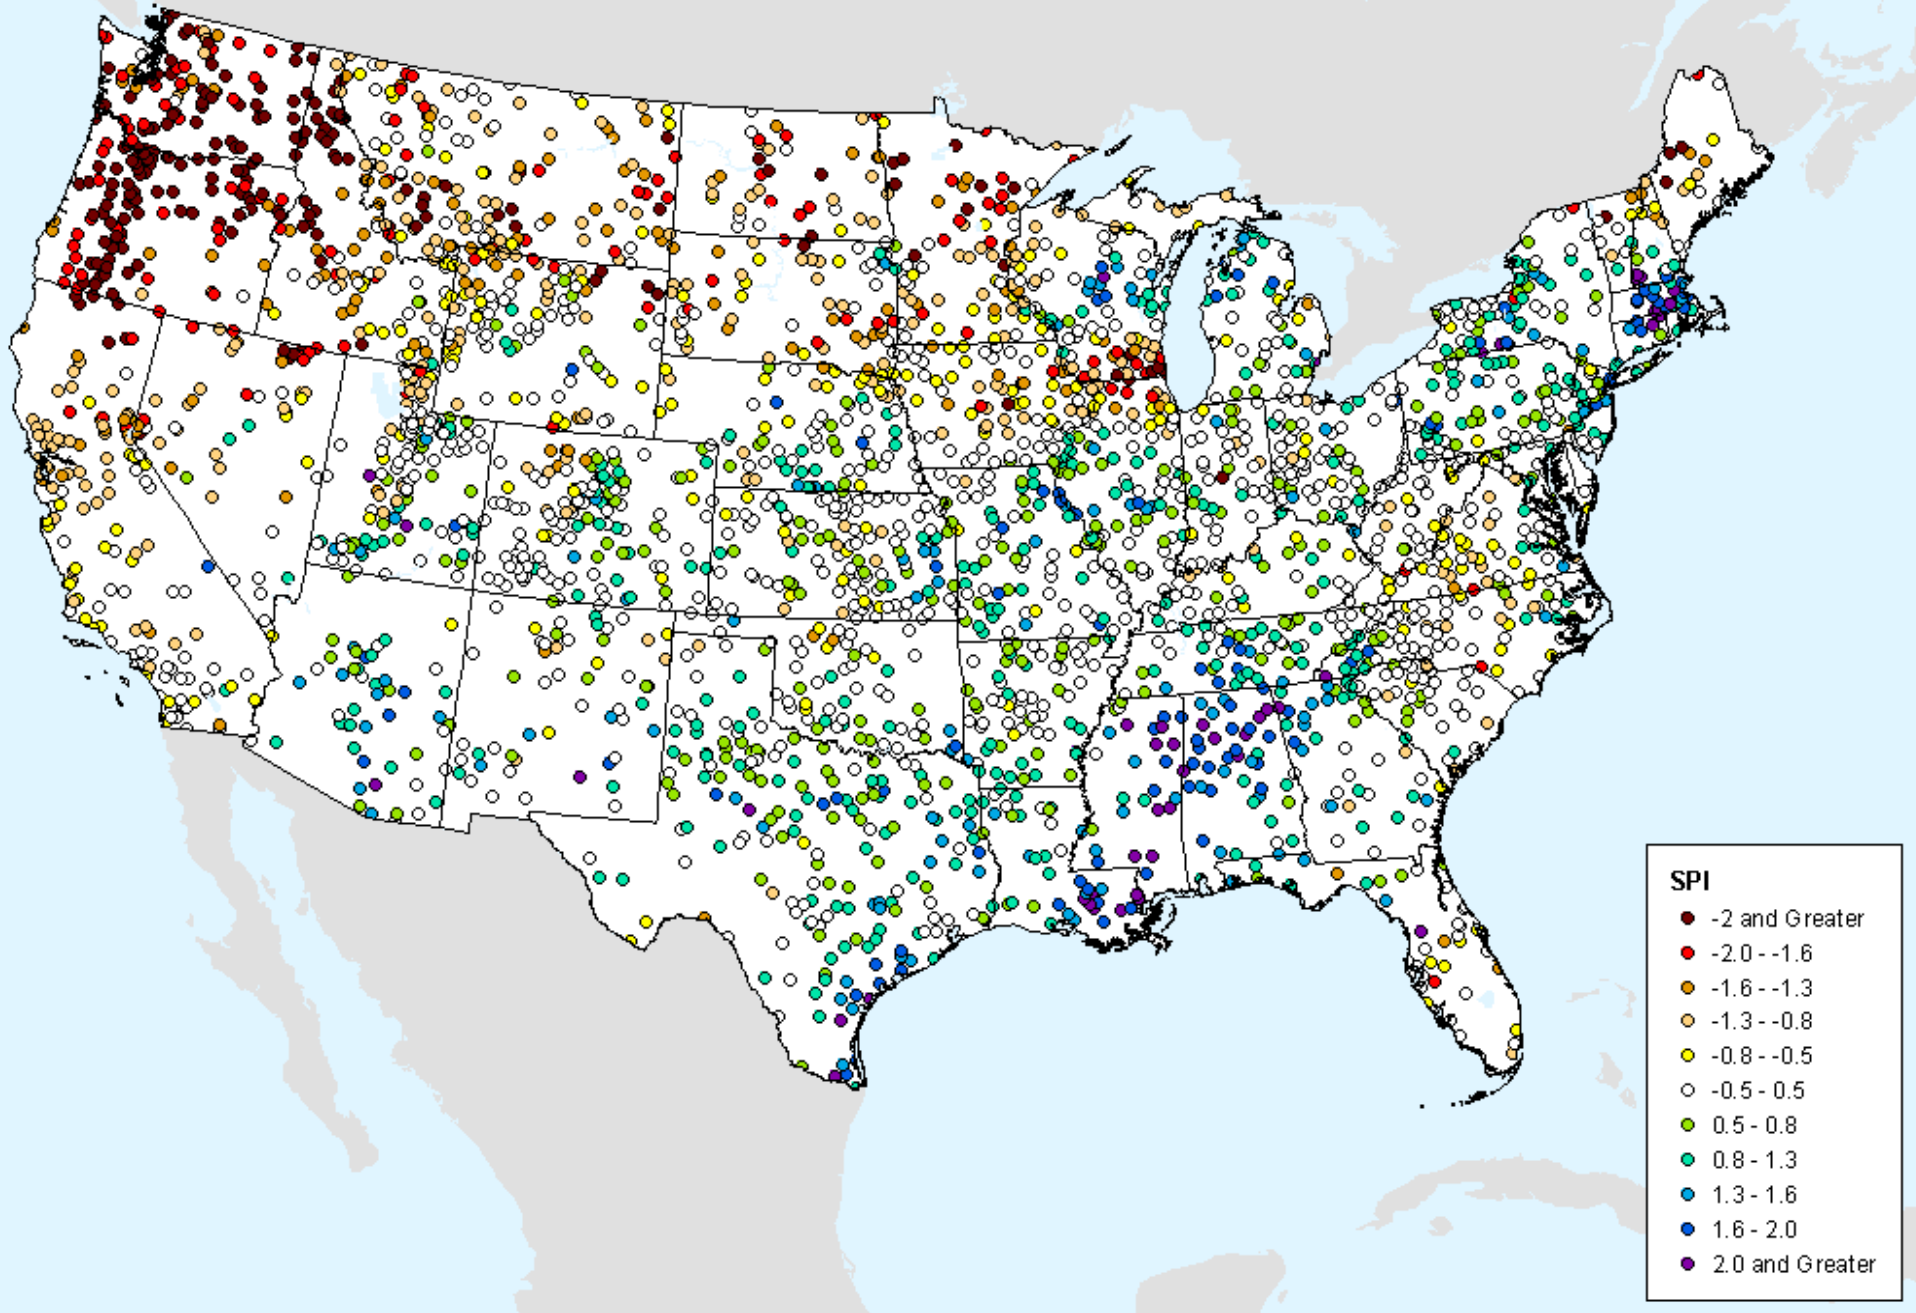 SPI
-2 and Greater
-2.0 - -1.6
-1.6 - -1.3
-1.3 - -0.8
-0.8 - -0.5
-0.5 - 0.5
0.5 - 0.8
0.8 - 1.3
1.3 - 1.6
1.6 - 2.0
2.0 and Greater